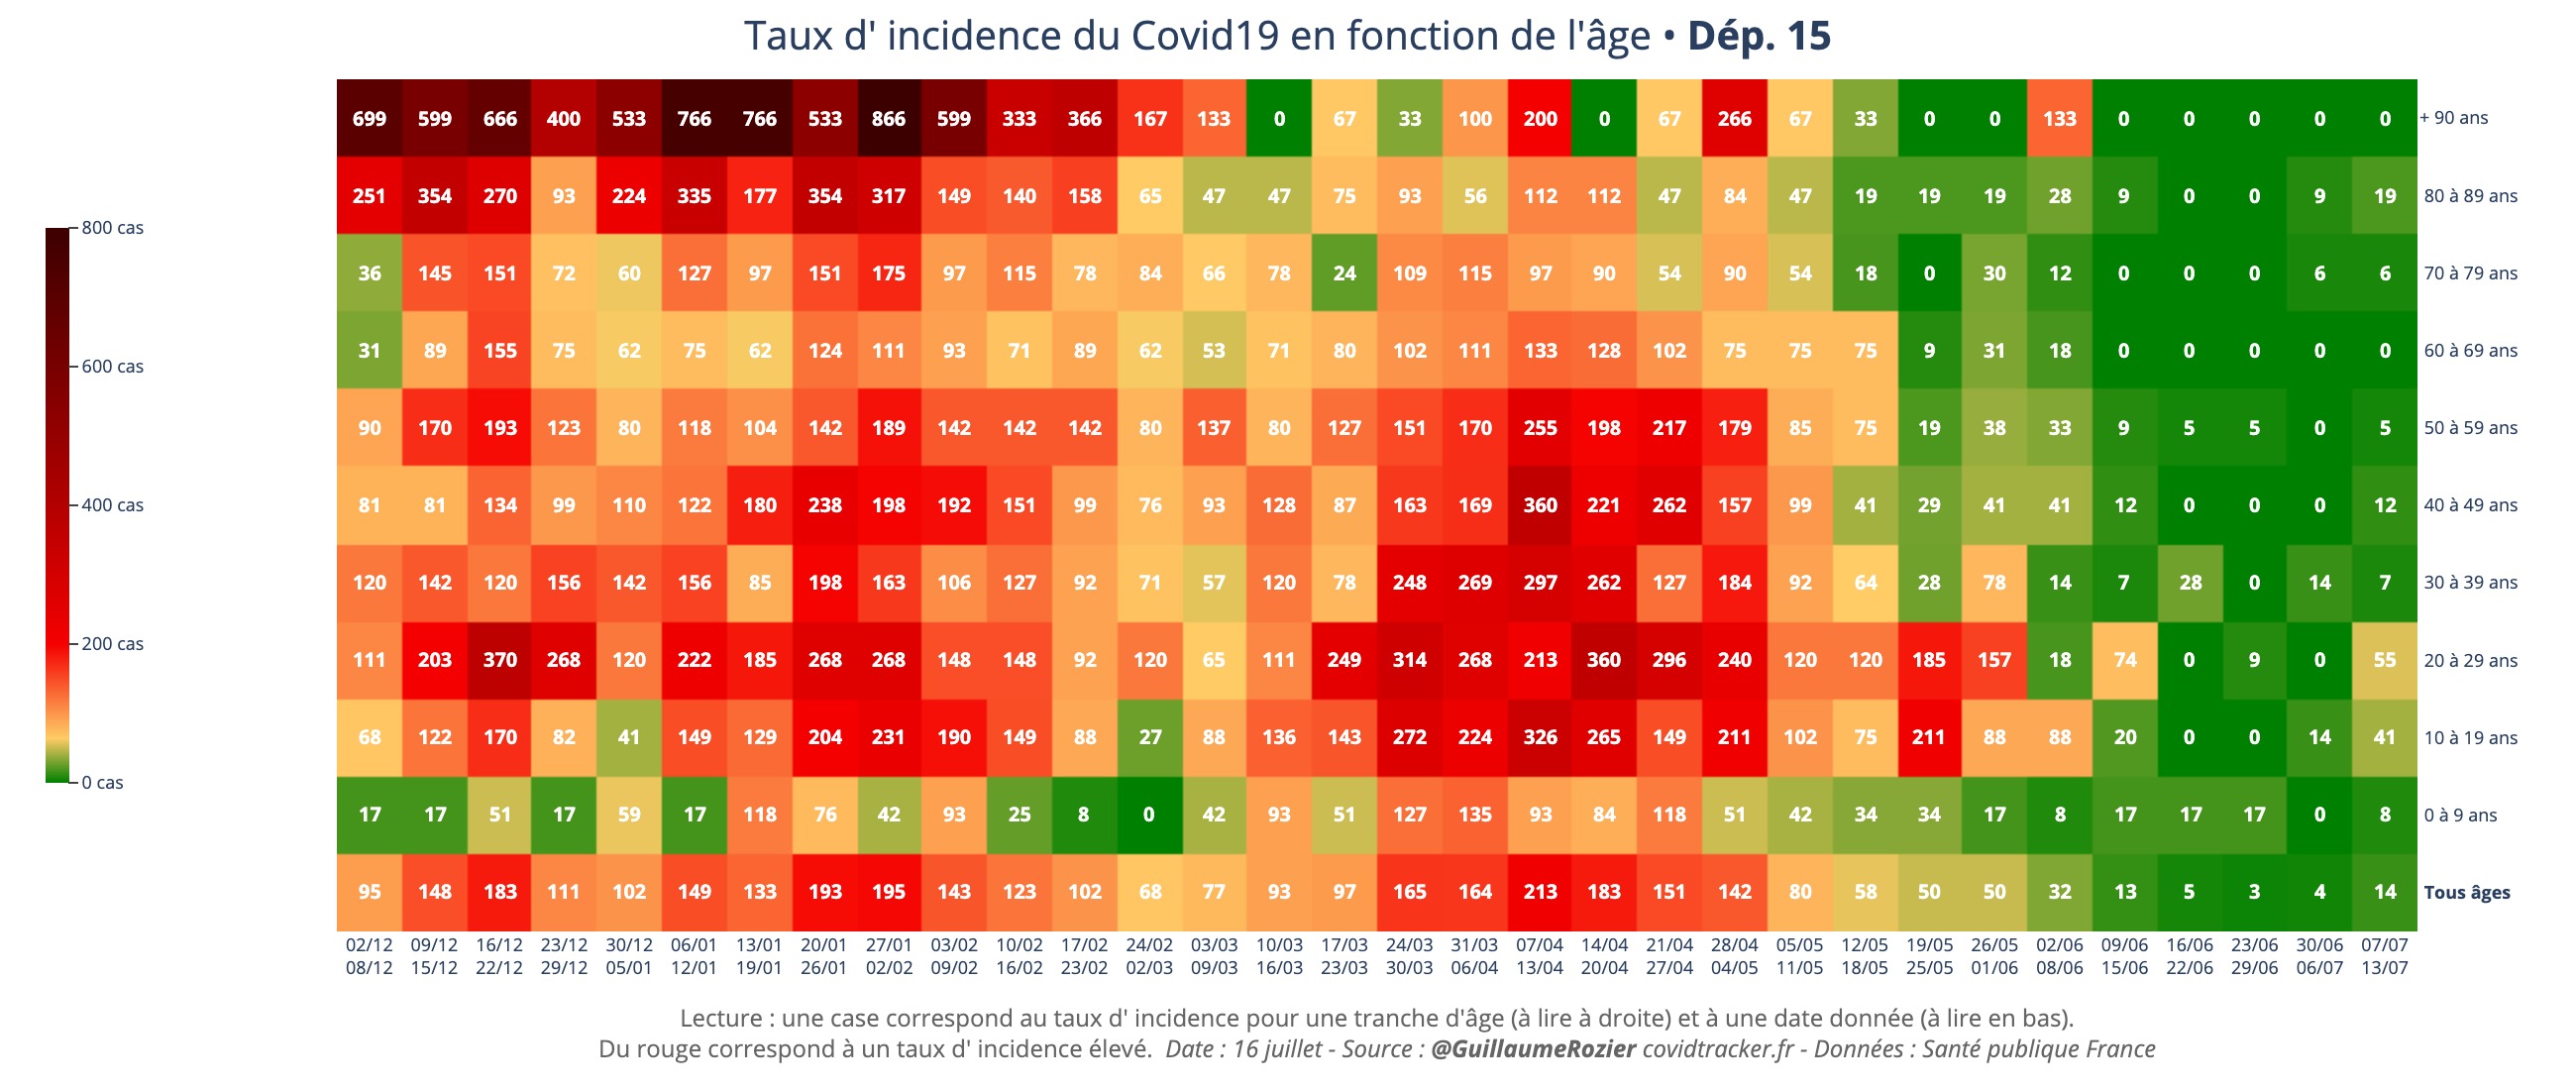 Taux d' incidence du Covid19 en fonction de l'âge • Dép. 15
800 cas
600 cas
400 cas
200 cas
0 cas
699 599 666 400 533 766 766 533 866 599 333 366 167 133 0 67 33 100 200 0 67 266 67 33 0 0 133 0 0 0 0 0 + 90 ans
251 354 270 93 224 335 177 354 317 149 140 158 65 47 47 75 93 56 112 112 47 84 47 19 19 19 28 9 0 0 9 19 80 à 89 ans
36 145 151 72 60 127 97 151 175 97 115 78 84 66 78 24 109 115 97 90 54 90 54 18 0 30 12 0 0 0 6 6 70 à 79 ans
31 89 155 75 62 75 62 124 111 93 71 89 62 53 71 80 102 111 133 128 102 75 75 75 9 31 18 0 0 0 0 0 60 à 69 ans
90 170 193 123 80 118 104 142 189 142 142 142 80 137 80 127 151 170 255 198 217 179 85 75 19 38 33 9 5 5 0 5 50 à 59 ans
81 81 134 99 110 122 180 238 198 192 151 99 76 93 128 87 163 169 360 221 262 157 99 41 29 41 41 12 0 0 0 12 40 à 49 ans
120 142 120 156 142 156 85 198 163 106 127 92 71 57 120 78 248 269 297 262 127 184 92 64 28 78 14 7 28 0 14 7 30 à 39 ans
111 203 370 268 120 222 185 268 268 148 148 92 120 65 111 249 314 268 213 360 296 240 120 120 185 157 18 74 0 9 0 55 20 à 29 ans
68 122 170 82 41 149 129 204 231 190 149 88 27 88 136 143 272 224 326 265 149 211 102 75 211 88 88 20 0 0 14 41 10 à 19 ans
17 17 51 17 59 17 118 76 42 93 25 8 0 42 93 51 127 135 93 84 118 51 42 34 34 17 8 17 17 17 0 8 0 à 9 ans
95 148 183 111 102 149 133 193 195 143 123 102 68 77 93 97 165 164 213 183 151 142 80 58 50 50 32 13 5 3 4 14 Tous âges
02/12 09/12 16/12 23/12 30/12 06/01 13/01 20/01 27/01 03/02 10/02 17/02 24/02 03/03 10/03 17/03 24/03 31/03 07/04 14/04 21/04 28/04 05/05 12/05 19/05 26/05 02/06 09/06 16/06 23/06 30/06 07/07
08/12 15/12 22/12 29/12 05/01 12/01 19/01 26/01 02/02 09/02 16/02 23/02 02/03 09/03 16/03 23/03 30/03 06/04 13/04 20/04 27/04 04/05 11/05 18/05 25/05 01/06 08/06 15/06 22/06 29/06 06/07 13/07
Lecture : une case correspond au taux d' incidence pour une tranche d'âge (à lire à droite) et à une date donnée (à lire en bas).
Du rouge correspond à un taux d' incidence élevé. Date : 16 juillet - Source : @GuillaumeRozier covidtracker.fr - Données : Santé publique France